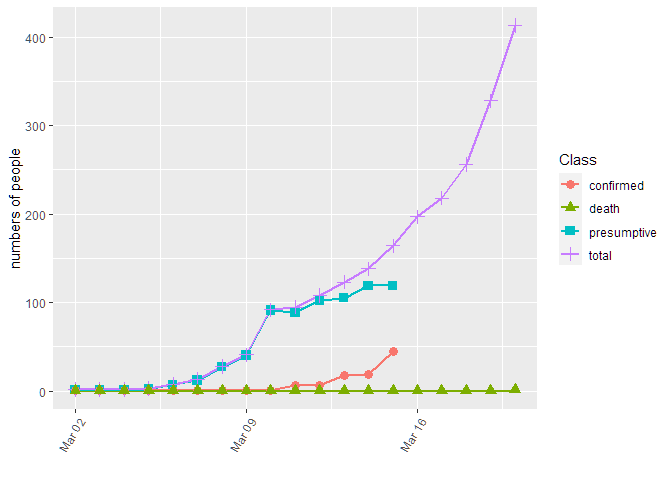 400
300
200
100
0
numbers of people
Mar 02
Mar 09
Mar 16
Class
confirmed
death
presumptive
total